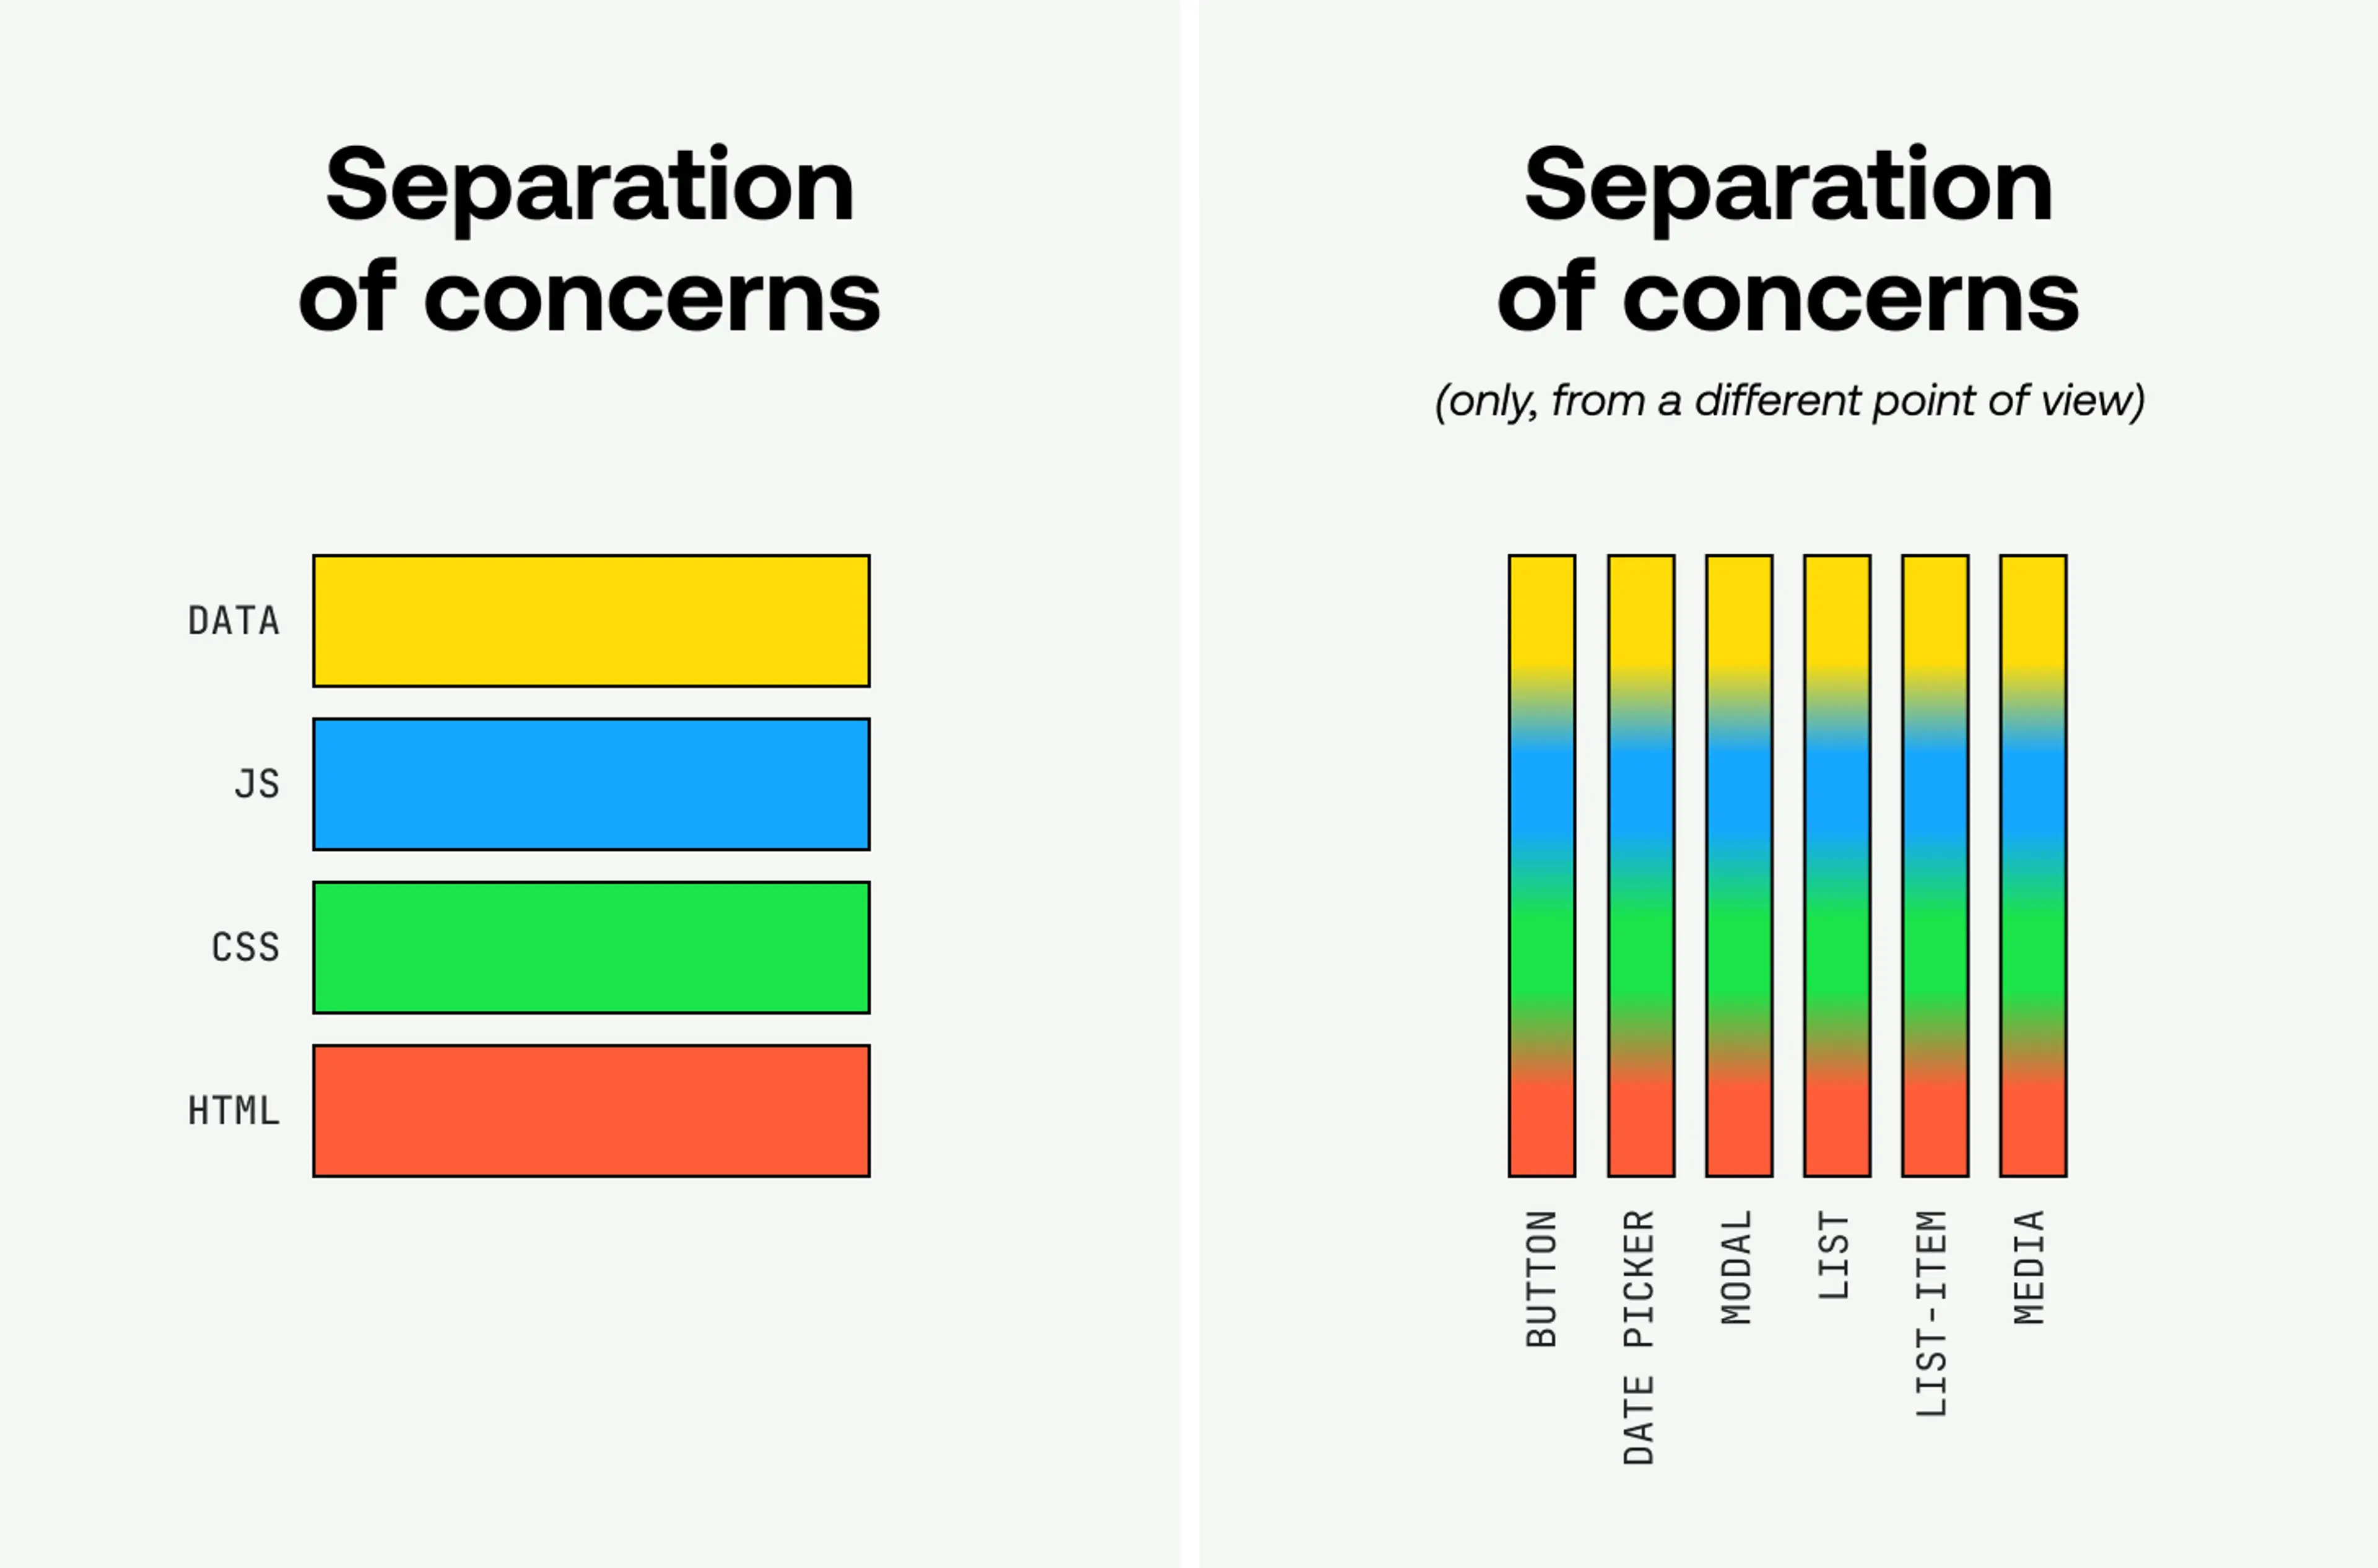 Separation
of concerns
DATA
JS
CSS
HTML
Separation
of concerns
(only, from a different point of view)
BUTTON
DATE PICKER
MODAL
LIST
LIST-ITEM
MEDIA